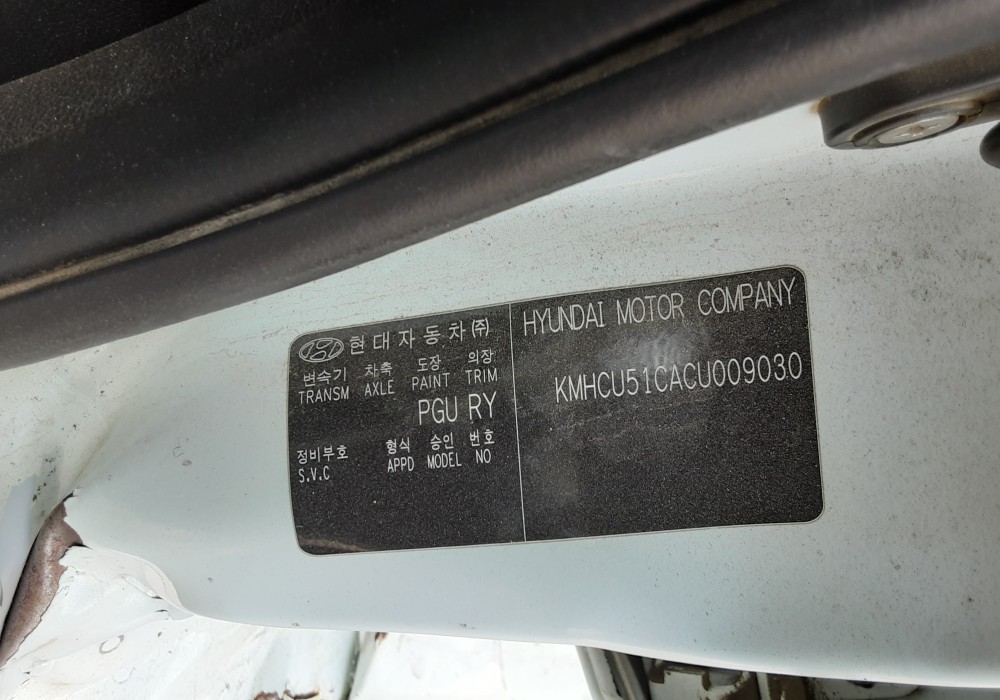 현대자동차㈜
변속기 차축 도장 의장
TRANSM AXLE PAINT TRIM
PGU RY
정비부호 형식 승인 번호
S.V.C APPD MODEL NO
HYUNDAI MOTOR COMPANY
KMHCU51CACU009030